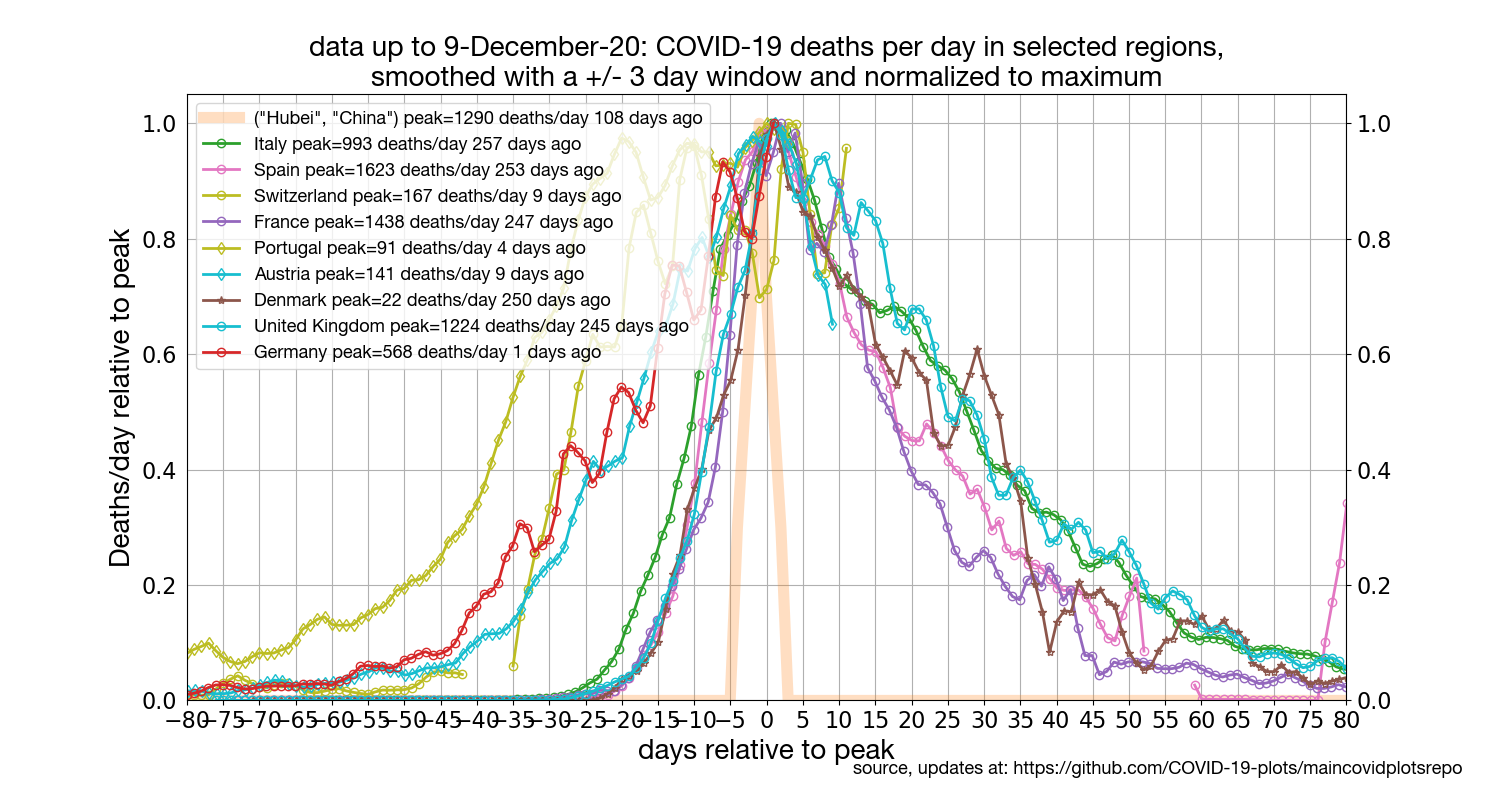 data up to 9-December-20: COVID-19 deaths per day in selected regions,
smoothed with a +/- 3 day window and normalized to maximum
("Hubei", "China") peak=1290 deaths/day 108 days ago
Italy peak=993 deaths/day 257 days ago
Spain peak=1623 deaths/day 253 days ago
Switzerland peak=167 deaths/day 9 days ago
France peak=1438 deaths/day 247 days ago
Portugal peak=91 deaths/day 4 days ago
Austria peak=141 deaths/day 9 days ago
Denmark peak=22 deaths/day 250 days ago
United Kingdom peak=1224 deaths/day 245 days ago
Germany peak=568 deaths/day 1 days ago
Deaths/day relative to peak
1.0
0.8
0.6
0.4
0.2
0.0
1.0
0.8
0.6
0.4
0.2
0.0
−80 −75 −70 −65 −60 −55 −50 −45 −40 −35 −30 −25 −20 −15 −10 −5 0 5 10 15 20 25 30 35 40 45 50 55 60 65 70 75 80
days relative to peak
source, updates at: https://github.com/COVID-19-plots/maincovidplotsrepo